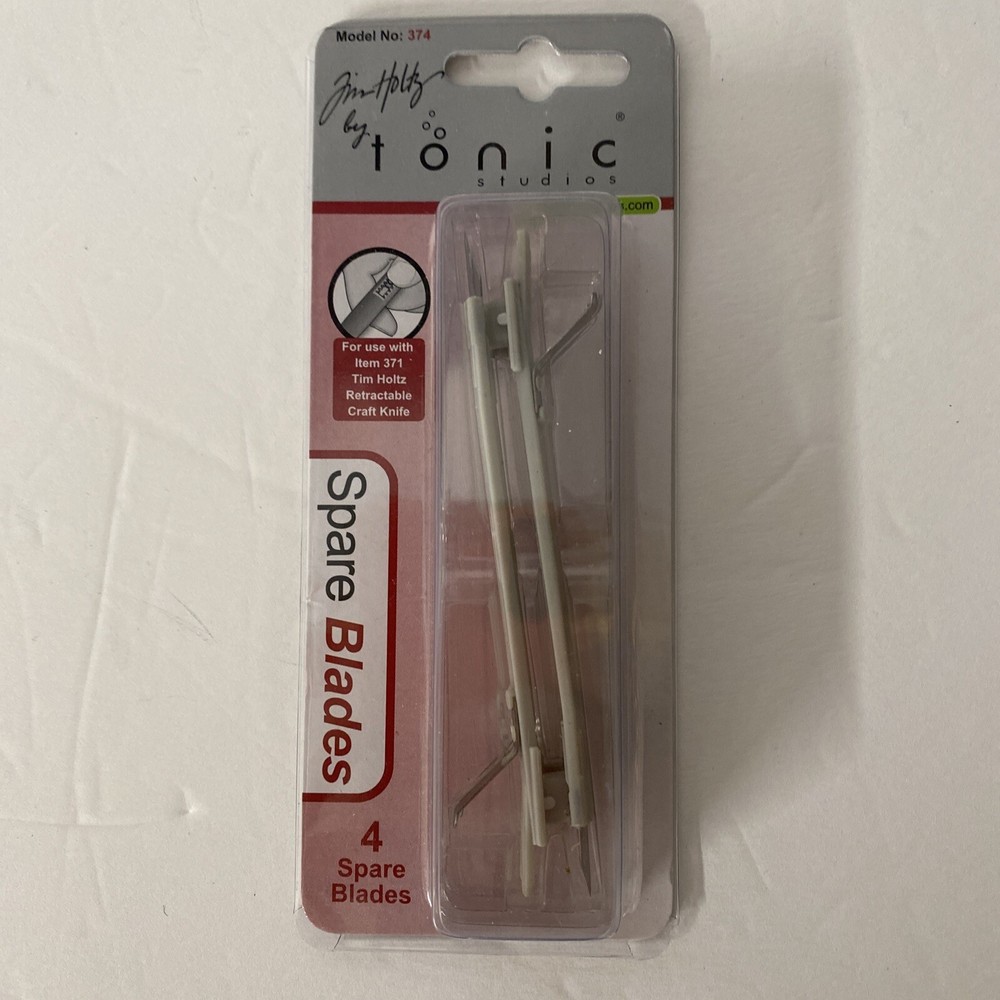 Model No: 374
Tim Holtz
by
tonic®
studios
s.com
For use with
Item 371
Tim Holtz
Retractable
Craft Knife
Spare Blades
4
Spare
Blades